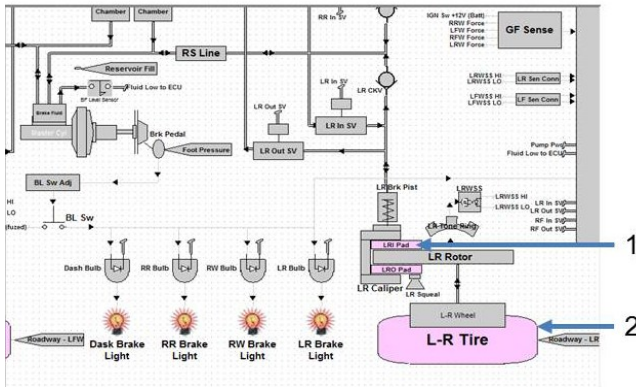 Chamber
Chamber
RR In SV
IGN Sw +12V (Batt)
RRW Force
LFW Force
RFW Force
LRW Force
GF Sense
RS Line
Reservoir Fill
Fluid Low to ECU
BF Level Sensor
LR In SV
LR CKV
LRWSS HI
LRWSS LO
LR Sen Conn
LFWSS HI
LFWSS LO
LF Sen Conn
Brake Fluid
Master Cyl
LR Out SV
LR In SV
Brk Pedal
Foot Pressure
LR Out SV
Pump Pwr
Fluid Low to ECU
BL Sw Adj
LR Brk Pist
LRWSS
LRWSS HI
LRWSS LO
HI
LO
(fuzed)
BL Sw
LR In SV
LR Out SV
RF In SV
RF Out SV
LR Tone Ring
LRI Pad
1
LR Rotor
Dash Bulb
RR Bulb
RW Bulb
LR Bulb
LRO Pad
LR Caliper
LR Squeal
L-R Wheel
2
Roadway - LFW
Dask Brake
Light
RR Brake
Light
RW Brake
Light
LR Brake
Light
L-R Tire